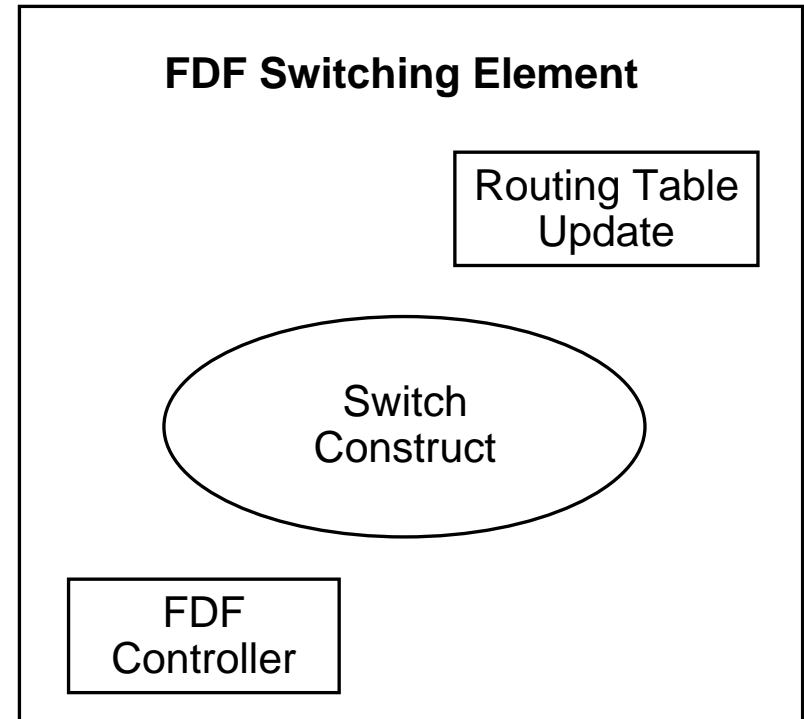 FDF Switching Element
Routing Table
Update
Switch
Construct
FDF
Controller